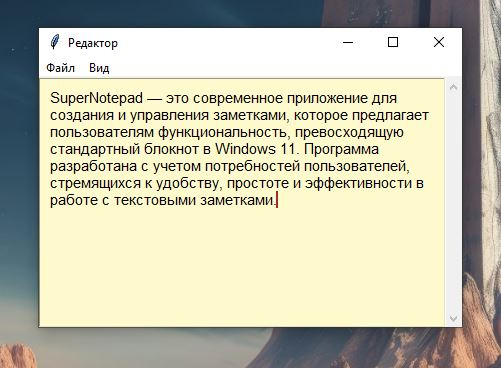 Редактор
Файл Вид
SuperNotepad — это современное приложение для
создания и управления заметками, которое предлагает
пользователям функциональность, превосходящую
стандартный блокнот в Windows 11. Программа
разработана с учетом потребностей пользователей,
стремящихся к удобству, простоте и эффективности в
работе с текстовыми заметками.